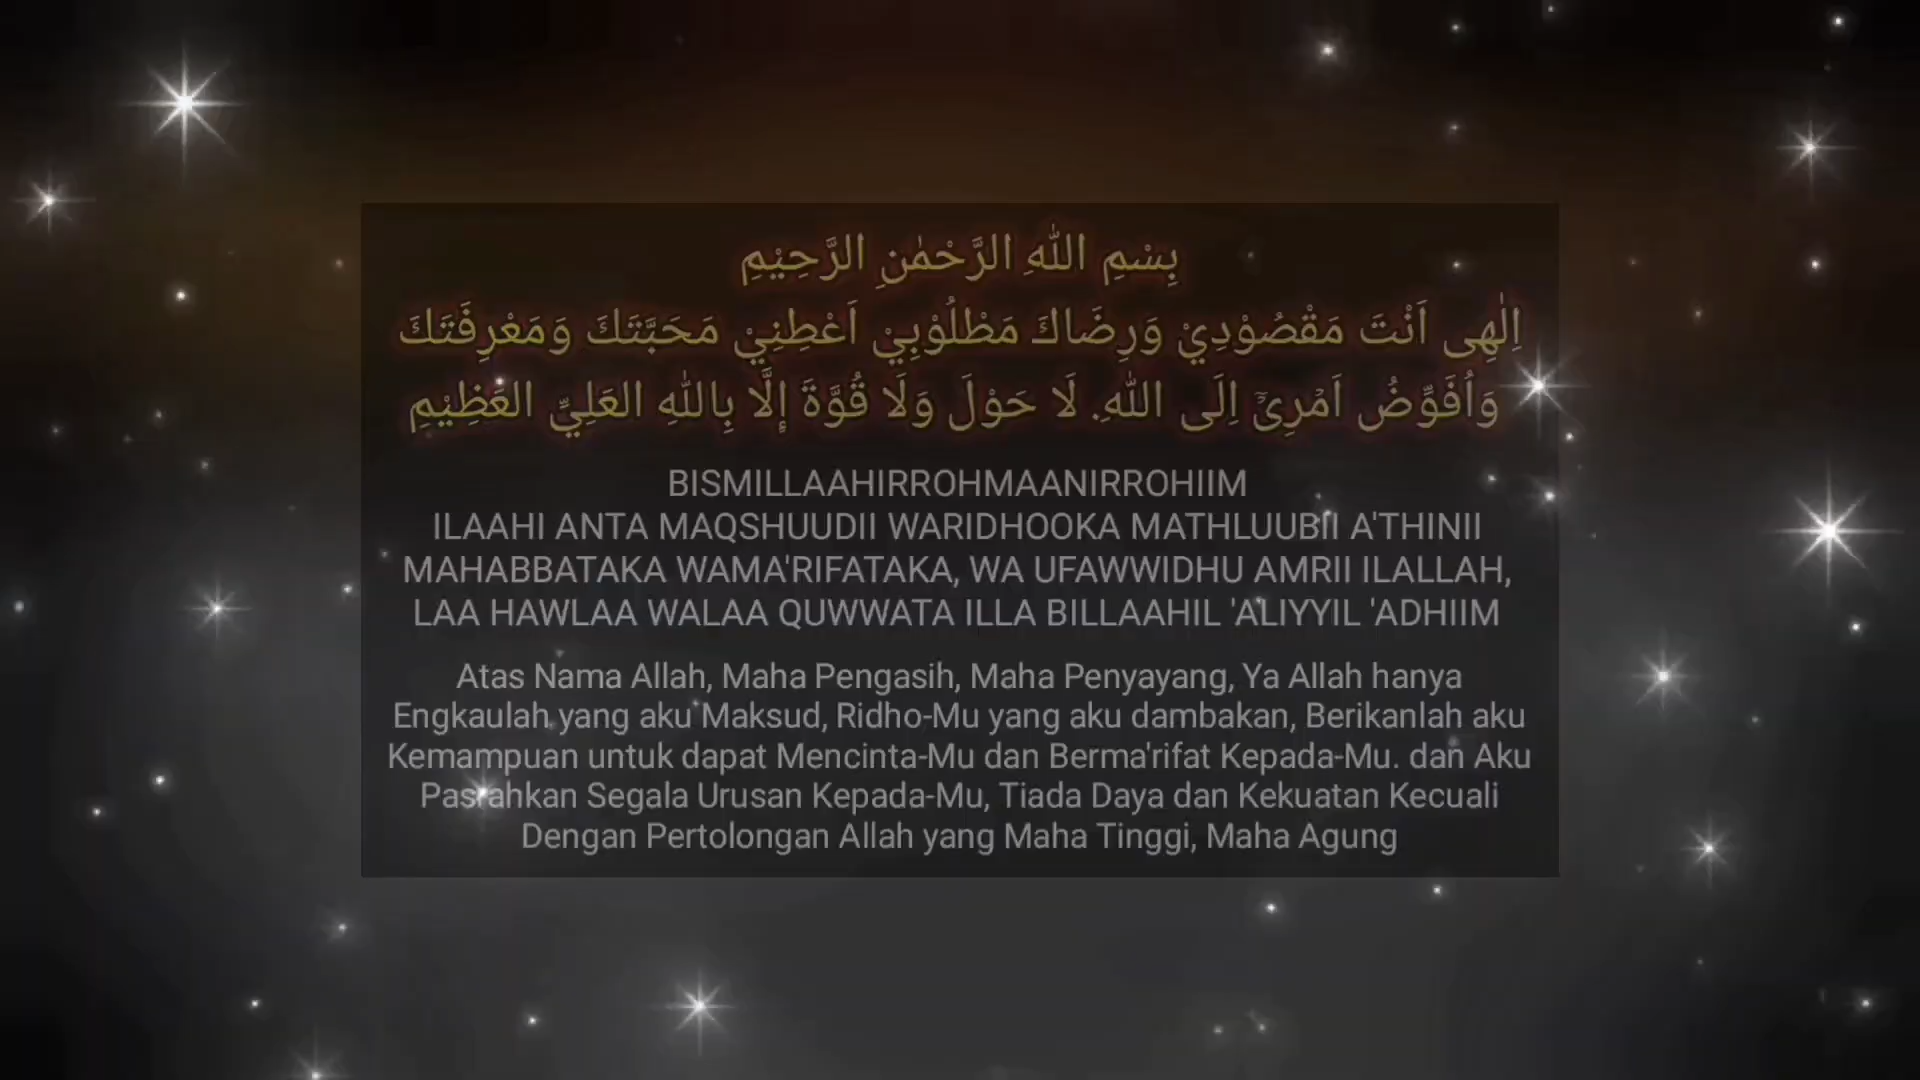 بِسْمِ اللّٰهِ الرَّحْمٰنِ الرَّحِيْمِ
اِلٰهِى اَنْتَ مَقْصُوْدِيْ وَرِضَاكَ مَطْلُوْبِيْ اَعْطِنِيْ مَحَبَّتَكَ وَمَعْرِفَتَكَ
وَاُفَوِّضُ اَمْرِىْٓ اِلَى اللّٰهِ. لَا حَوْلَ وَلَا قُوَّةَ إِلَّا بِاللّٰهِ العَلِيِّ العَظِيْمِ
BISMILLAAHIRROHMAANIRROHIIM
ILAAHI ANTA MAQSHUUDII WARIDHOOKA MATHLUUBII A'THINII
MAHABBATAKA WAMA'RIFATAKA, WA UFAWWIDHU AMRII ILALLAH,
LAA HAWLAA WALAA QUWWATA ILLA BILLAAHIL 'ALIYYIL 'ADHIIM
Atas Nama Allah, Maha Pengasih, Maha Penyayang, Ya Allah hanya
Engkaulah yang aku Maksud, Ridho-Mu yang aku dambakan, Berikanlah aku
Kemampuan untuk dapat Mencinta-Mu dan Berma'rifat Kepada-Mu. dan Aku
Pasrahkan Segala Urusan Kepada-Mu, Tiada Daya dan Kekuatan Kecuali
Dengan Pertolongan Allah yang Maha Tinggi, Maha Agung